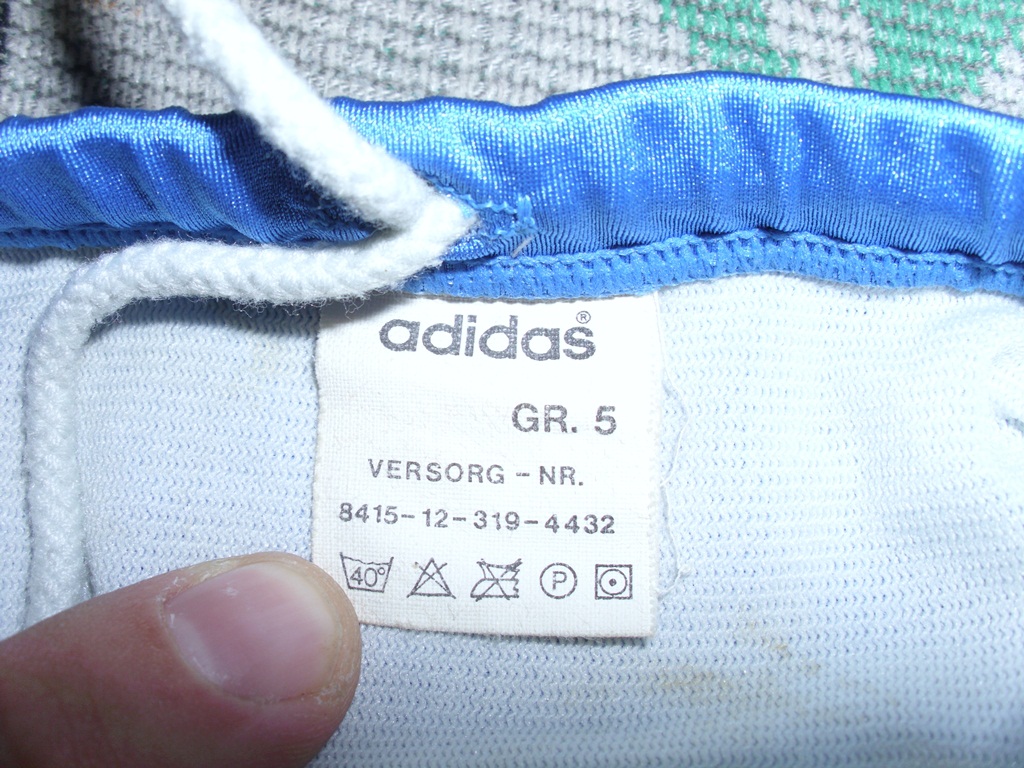 adidas®
GR. 5
VERSORG - NR.
8415-12-319-4432
40° P